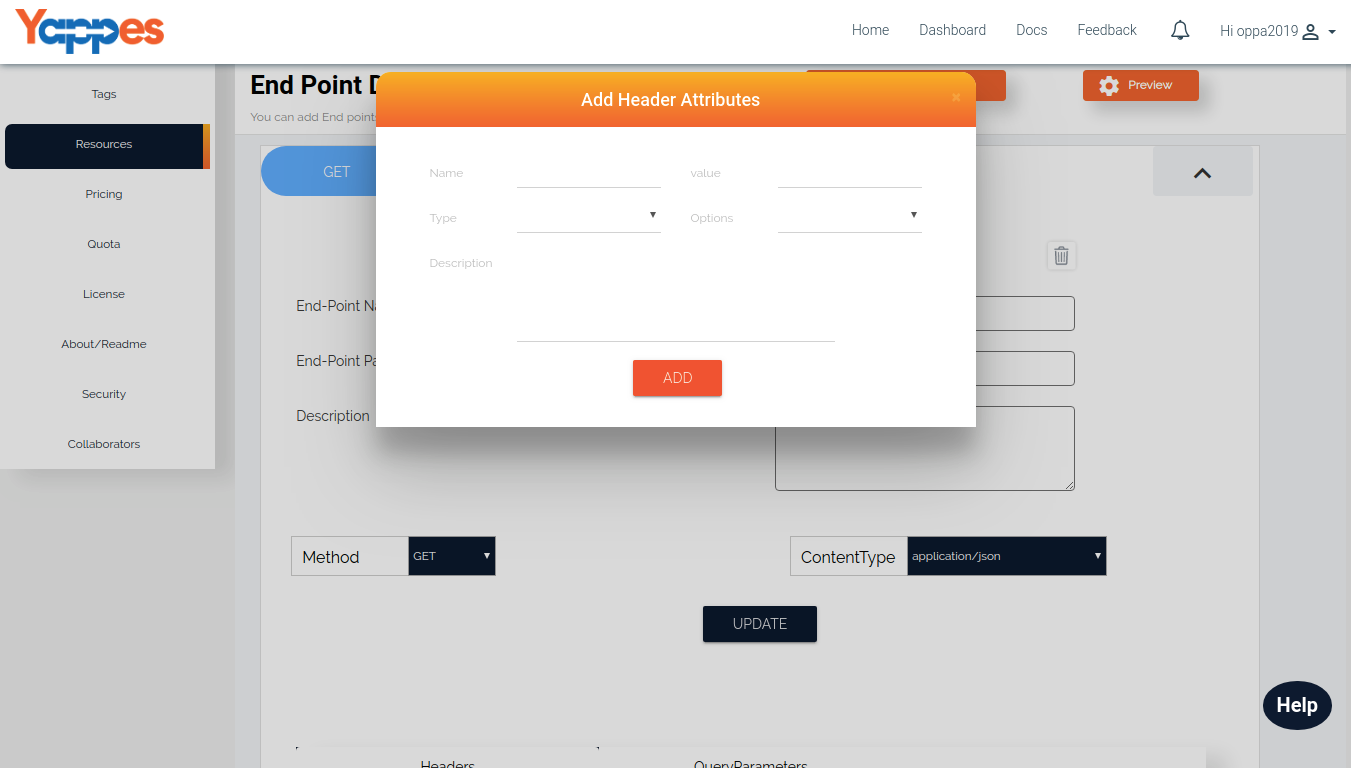 Yappes
Home
Dashboard
Docs
Feedback
Hi oppa2019
Tags
Resources
Pricing
Quota
License
About/Readme
Security
Collaborators
End Point D
You can add End points
Preview
GET
Add Header Attributes
×
Name
value
Type
Options
Description
ADD
End-Point Na
End-Point Pa
Description
Method
GET
ContentType
application/json
UPDATE
Help
Headers
QueryParameters